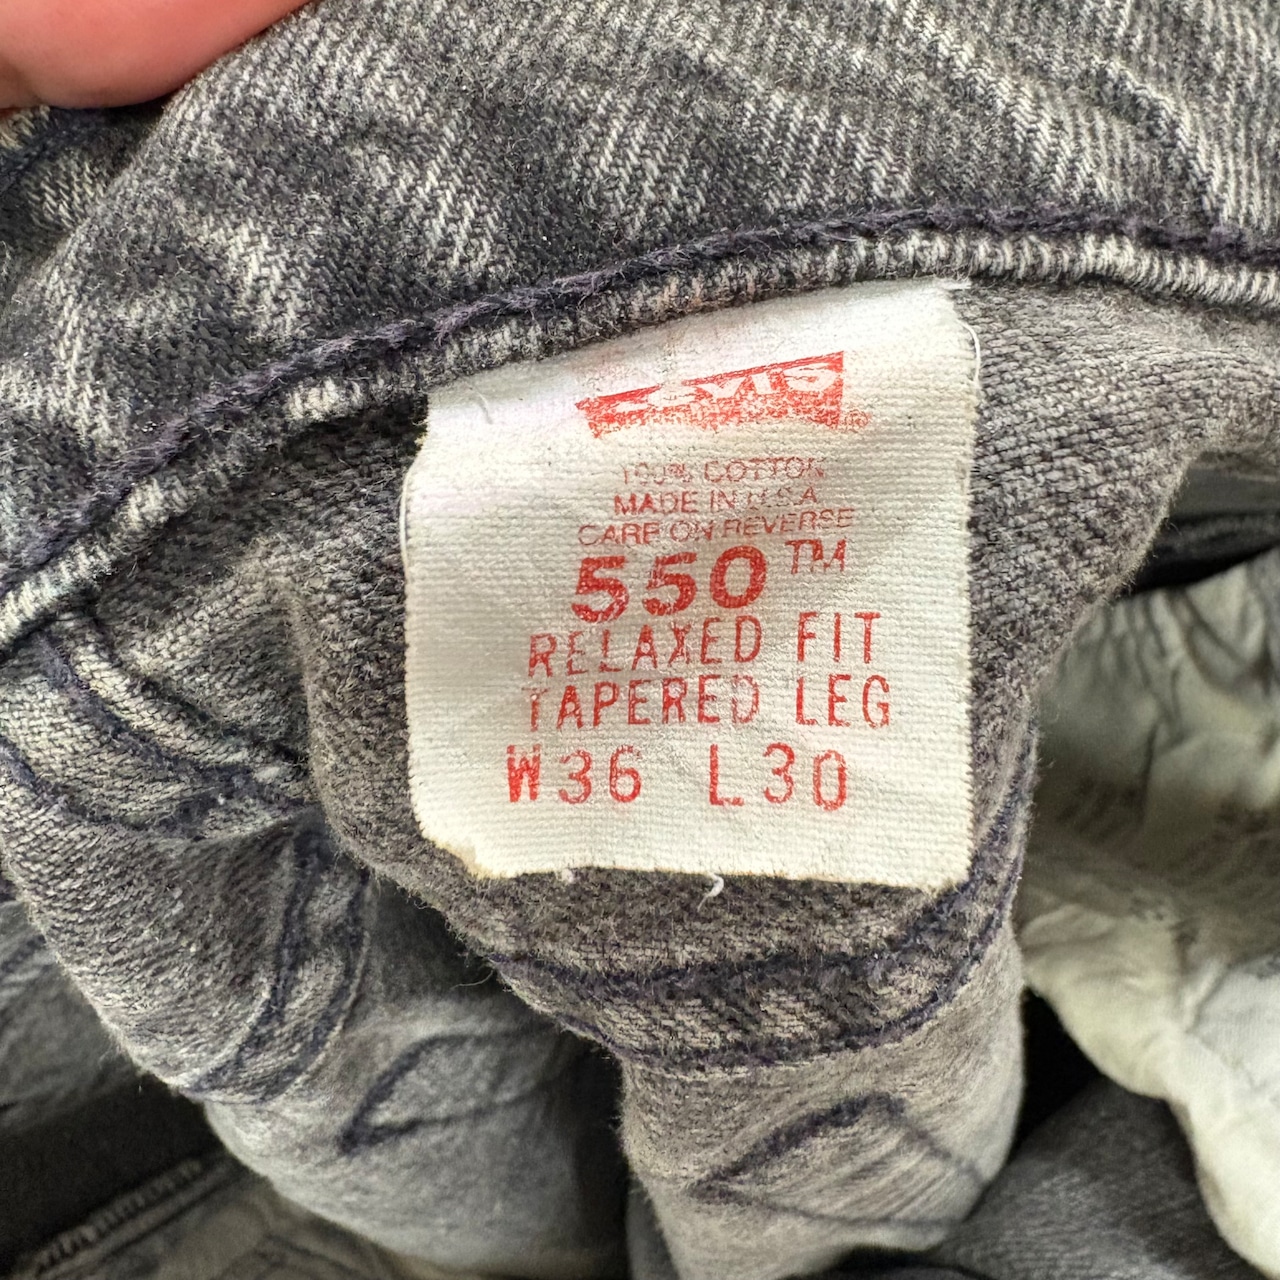 Levi's
100% COTTON
MADE IN U.S.A.
CARE ON REVERSE
550™
RELAXED FIT
TAPERED LEG
W36 L30